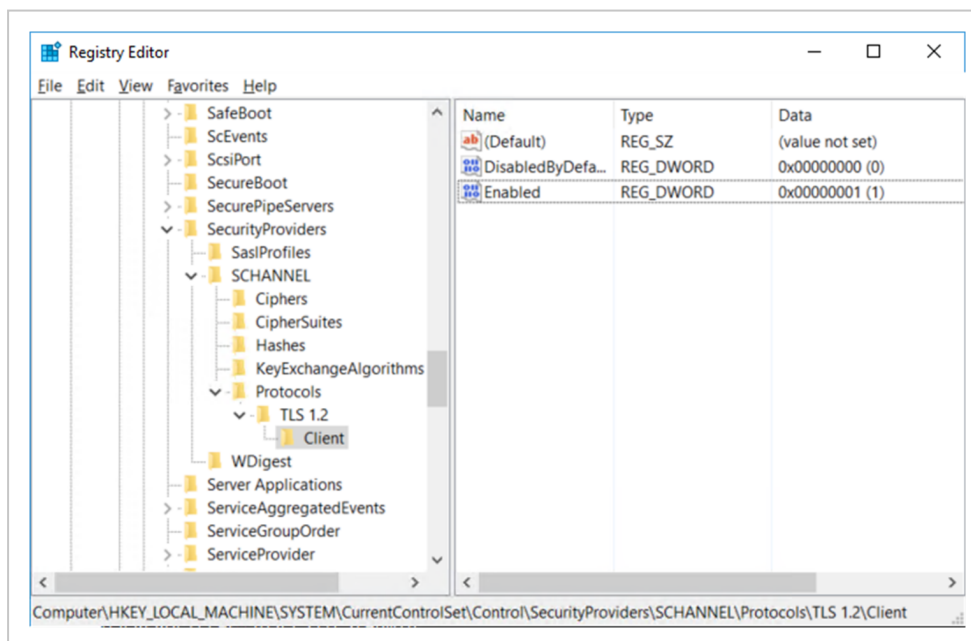 Registry Editor
File Edit View Favorites Help
SafeBoot
ScEvents
ScsiPort
SecureBoot
SecurePipeServers
SecurityProviders
SaslProfiles
SCHANNEL
Ciphers
CipherSuites
Hashes
KeyExchangeAlgorithms
Protocols
TLS 1.2
Client
WDigest
Server Applications
ServiceAggregatedEvents
ServiceGroupOrder
ServiceProvider
Name Type Data
(Default) REG_SZ (value not set)
DisabledByDefa... REG_DWORD 0x00000000 (0)
Enabled REG_DWORD 0x00000001 (1)
Computer\HKEY_LOCAL_MACHINE\SYSTEM\CurrentControlSet\Control\SecurityProviders\SCHANNEL\Protocols\TLS 1.2\Client